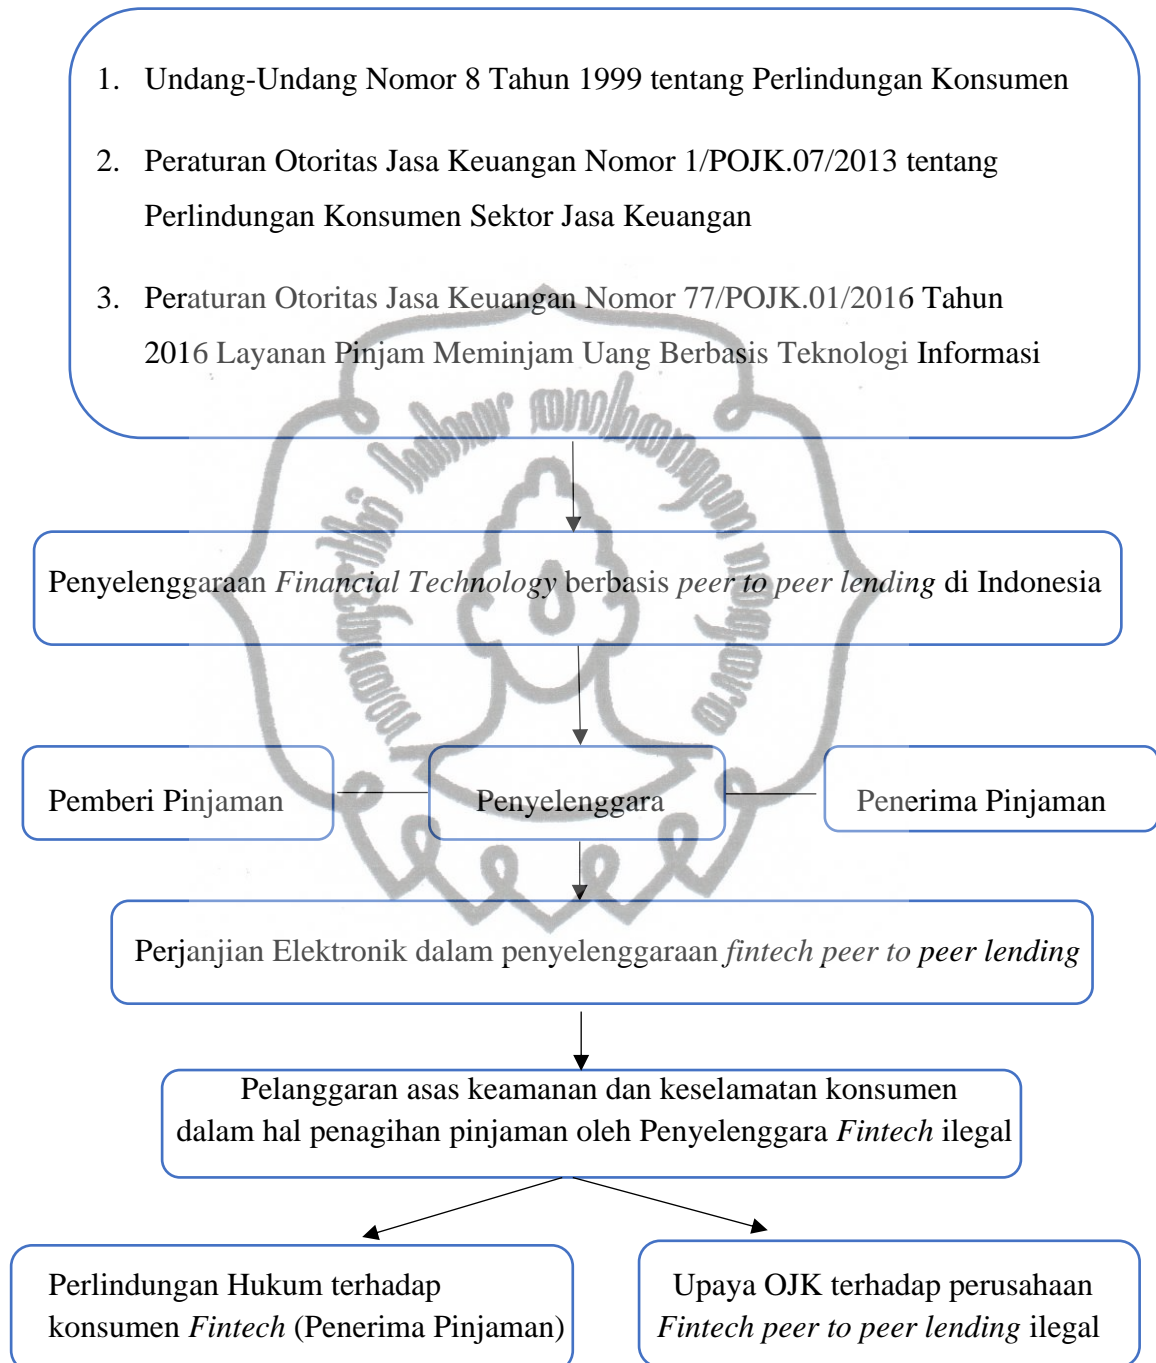 1. Undang-Undang Nomor 8 Tahun 1999 tentang Perlindungan Konsumen
2. Peraturan Otoritas Jasa Keuangan Nomor 1/POJK.07/2013 tentang
Perlindungan Konsumen Sektor Jasa Keuangan
3. Peraturan Otoritas Jasa Keuangan Nomor 77/POJK.01/2016 Tahun
2016 Layanan Pinjam Meminjam Uang Berbasis Teknologi Informasi
Penyelenggaraan Financial Technology berbasis peer to peer lending di Indonesia
Pemberi Pinjaman
Penyelenggara
Penerima Pinjaman
Perjanjian Elektronik dalam penyelenggaraan fintech peer to peer lending
Pelanggaran asas keamanan dan keselamatan konsumen
dalam hal penagihan pinjaman oleh Penyelenggara Fintech ilegal
Perlindungan Hukum terhadap
konsumen Fintech (Penerima Pinjaman)
Upaya OJK terhadap perusahaan
Fintech peer to peer lending ilegal